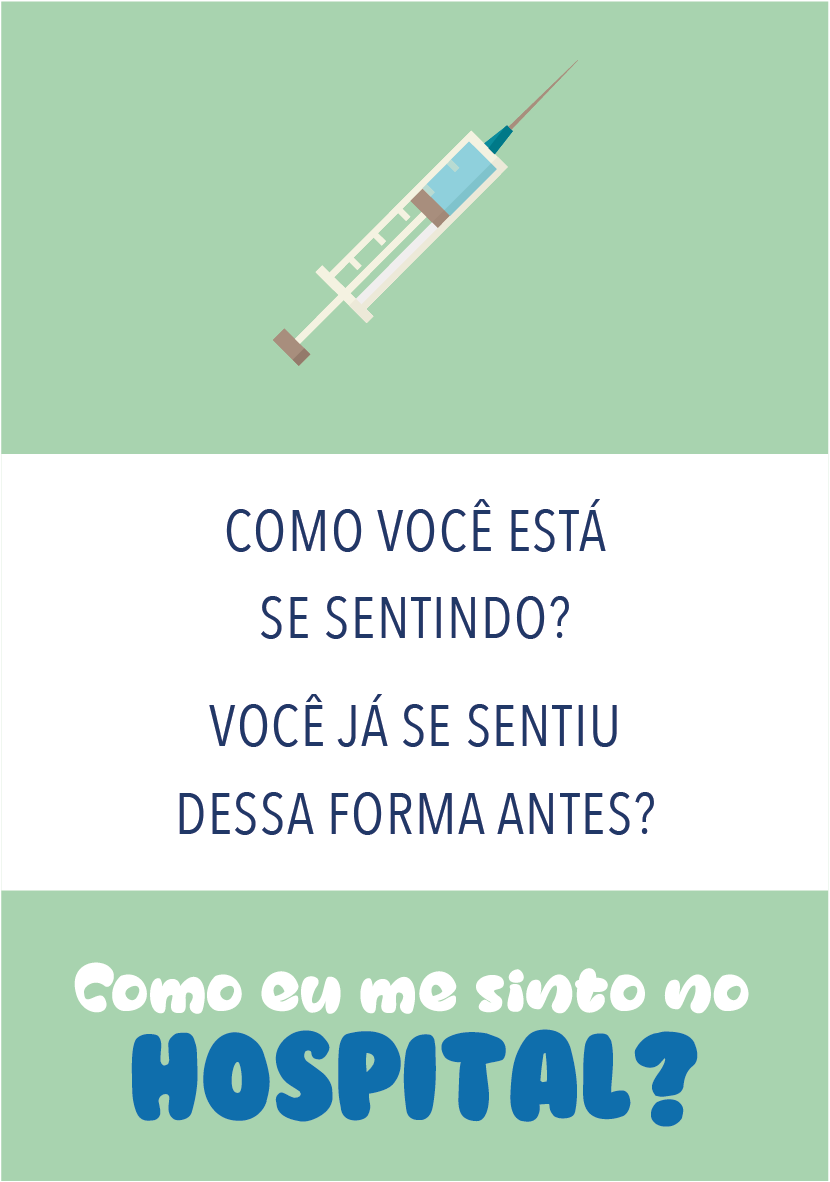 COMO VOCÊ ESTÁ
SE SENTINDO?
VOCÊ JÁ SE SENTIU
DESSA FORMA ANTES?
Como eu me sinto no
HOSPITAL?